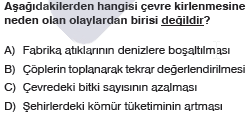 Aşağıdakilerden hangisi çevre kirlenmesine
neden olan olaylardan birisi değildir?
A) Fabrika atıklarının denizlere boşaltılması
B) Çöplerin toplanarak tekrar değerlendirilmesi
C) Çevredeki bitki sayısının azalması
D) Şehirlerdeki kömür tüketiminin artması